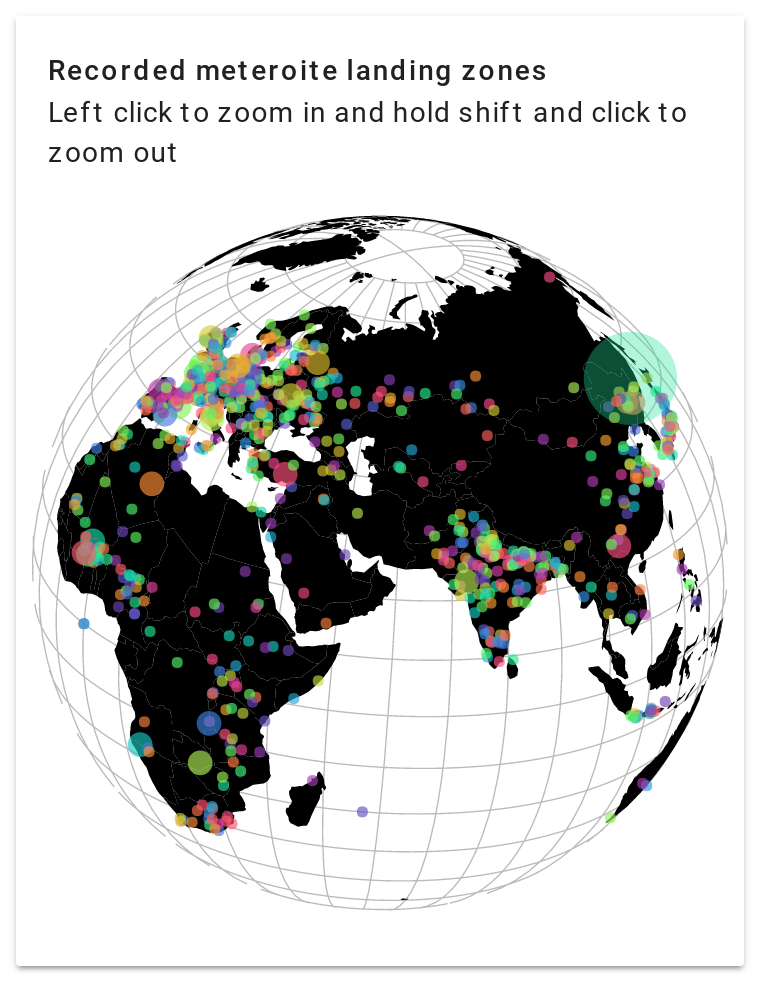 Recorded meteroite landing zones
Left click to zoom in and hold shift and click to
zoom out